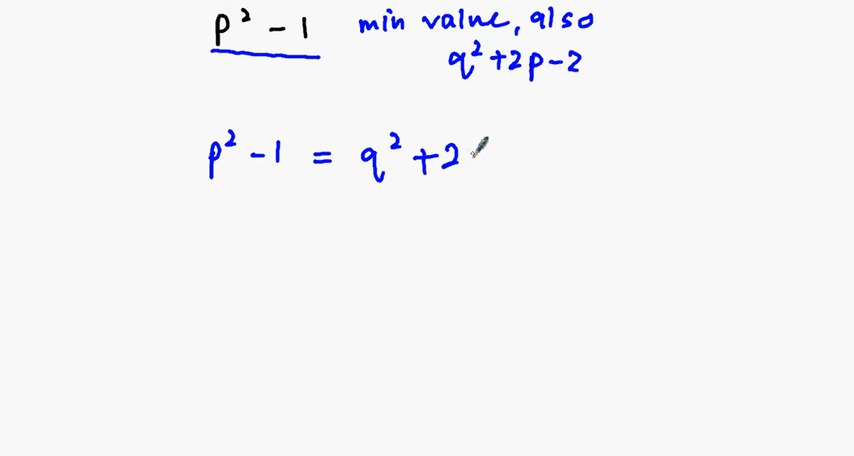 p² - 1 min value, also
q² + 2p - 2
p² - 1 = q² + 2